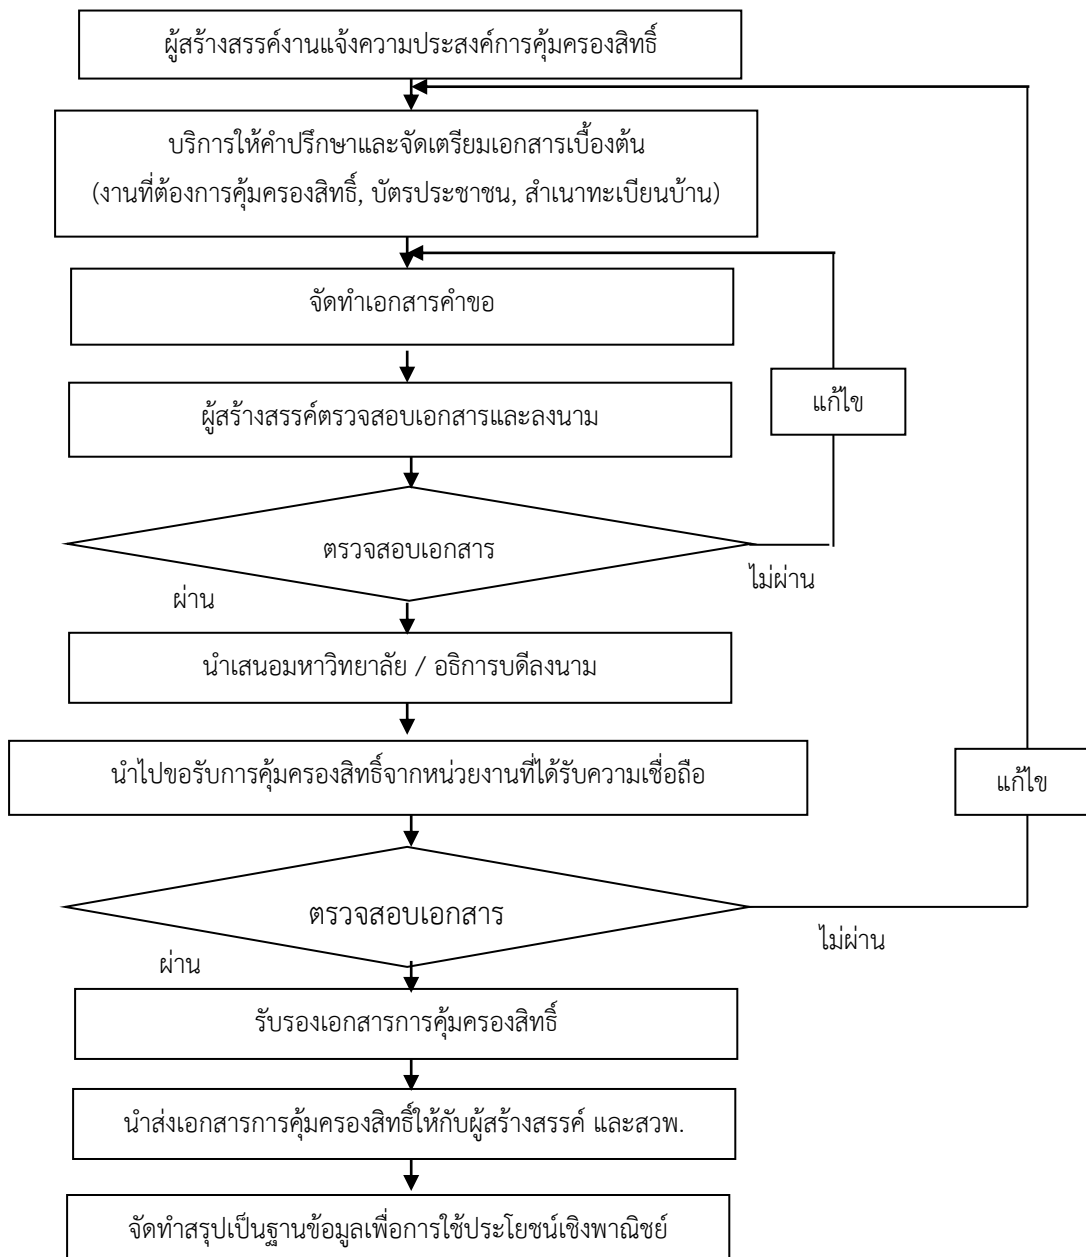 ผู้สร้างสรรค์งานแจ้งความประสงค์การคุ้มครองสิทธิ์
บริการให้คำปรึกษาและจัดเตรียมเอกสารเบื้องต้น
(งานที่ต้องการคุ้มครองสิทธิ์, บัตรประชาชน, สำเนาทะเบียนบ้าน)
จัดทำเอกสารคำขอ
แก้ไข
ผู้สร้างสรรค์ตรวจสอบเอกสารและลงนาม
ตรวจสอบเอกสาร
ไม่ผ่าน
ผ่าน
นำเสนอมหาวิทยาลัย / อธิการบดีลงนาม
นำไปขอรับการคุ้มครองสิทธิ์จากหน่วยงานที่ได้รับความเชื่อถือ
แก้ไข
ตรวจสอบเอกสาร
ไม่ผ่าน
ผ่าน
รับรองเอกสารการคุ้มครองสิทธิ์
นำส่งเอกสารการคุ้มครองสิทธิ์ให้กับผู้สร้างสรรค์ และสวพ.
จัดทำสรุปเป็นฐานข้อมูลเพื่อการใช้ประโยชน์เชิงพาณิชย์